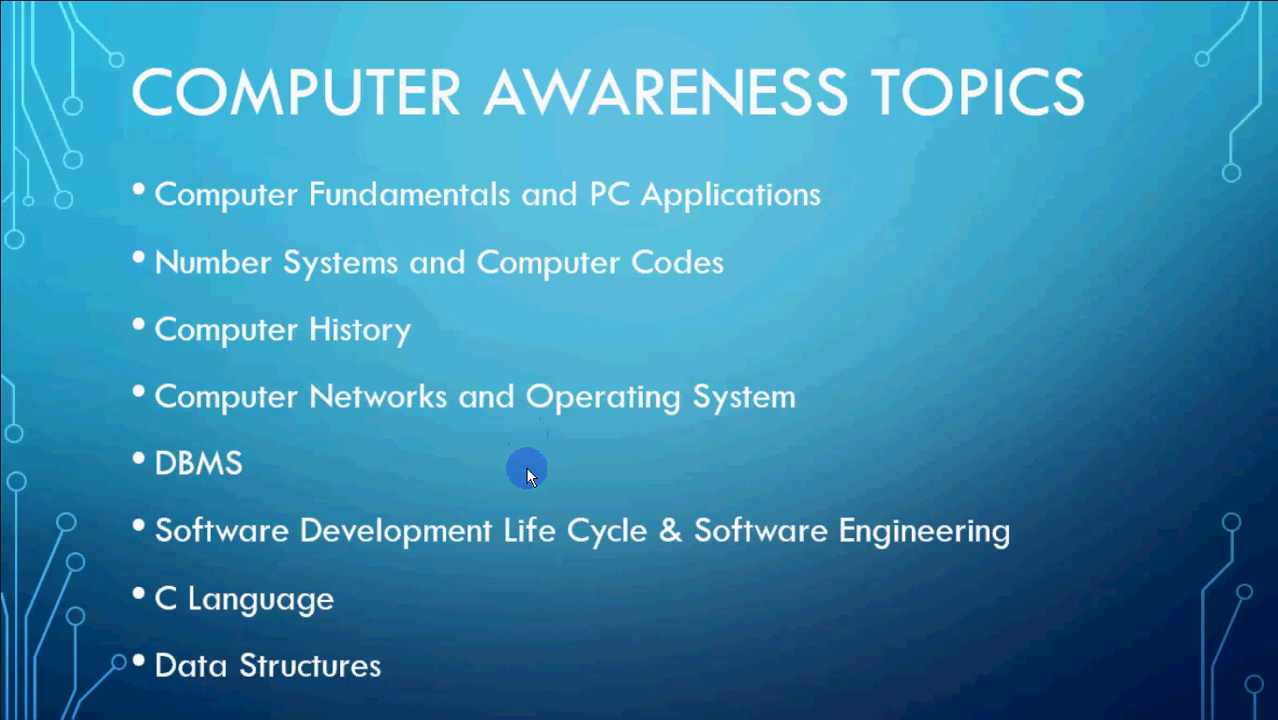 COMPUTER AWARENESS TOPICS
• Computer Fundamentals and PC Applications
• Number Systems and Computer Codes
• Computer History
• Computer Networks and Operating System
• DBMS
• Software Development Life Cycle & Software Engineering
• C Language
• Data Structures